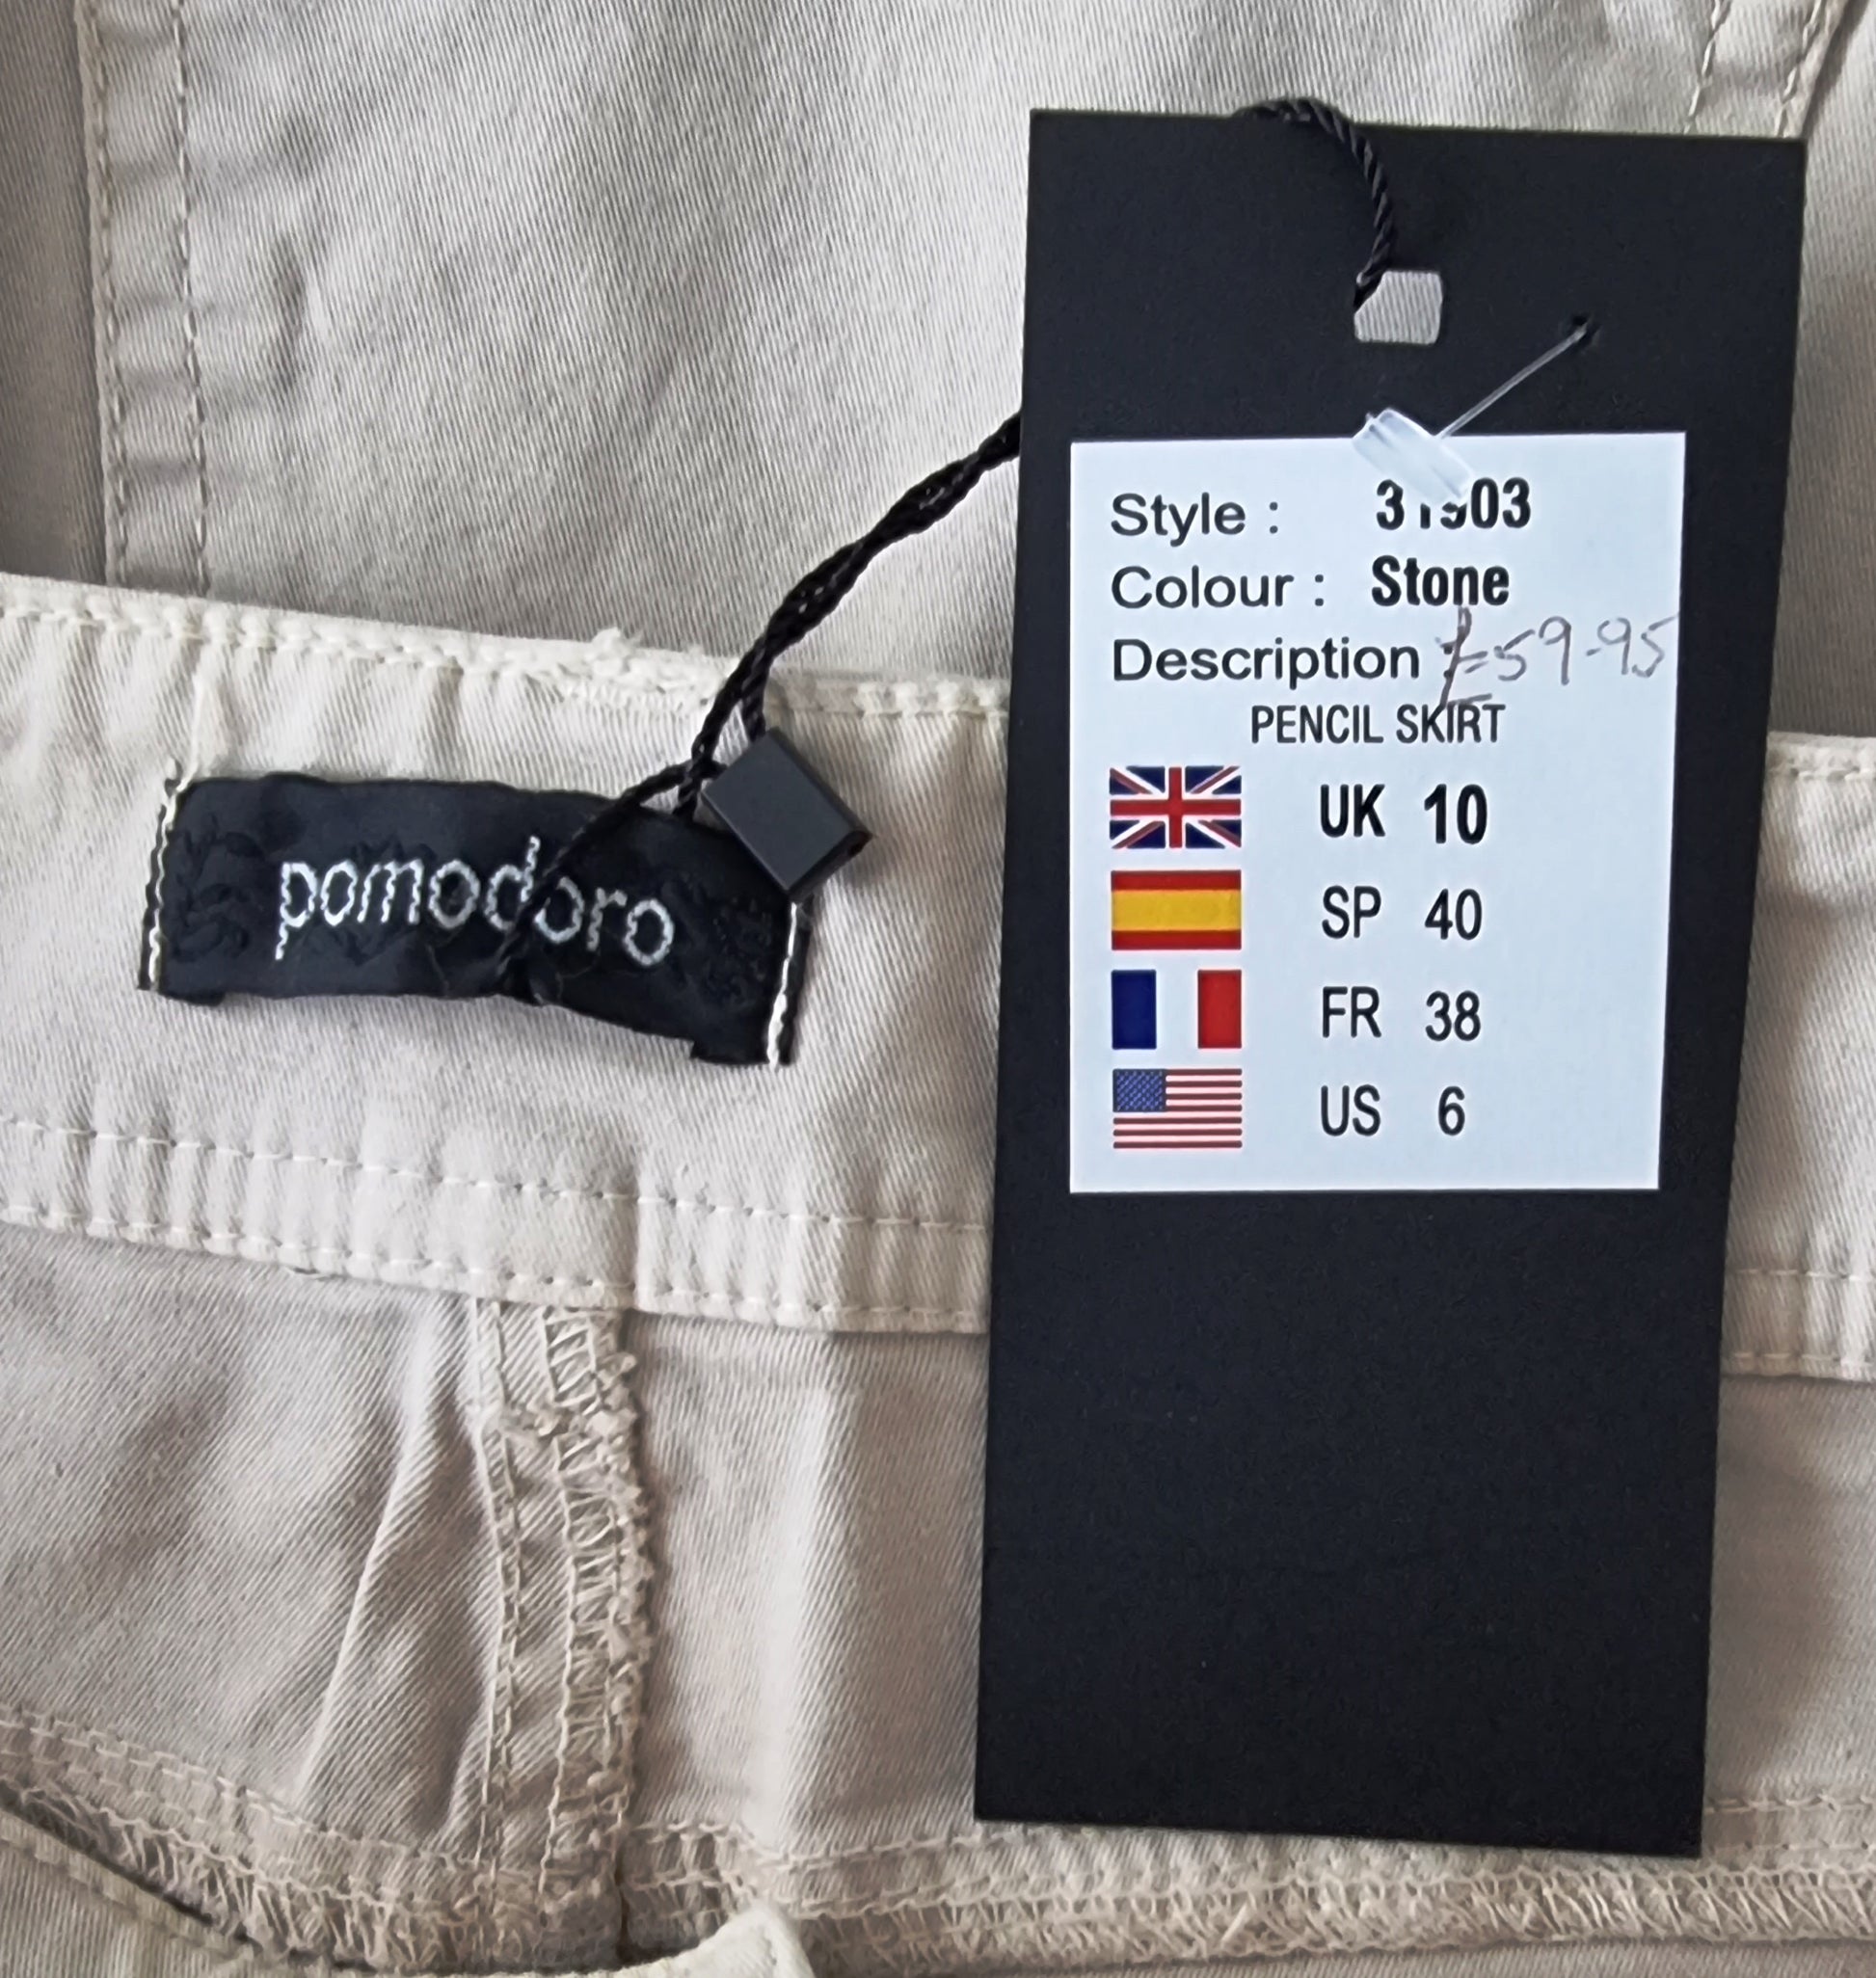 pomodoro
Style : 31903
Colour : Stone
Description : £59-95
PENCIL SKIRT
UK 10
SP 40
FR 38
US 6